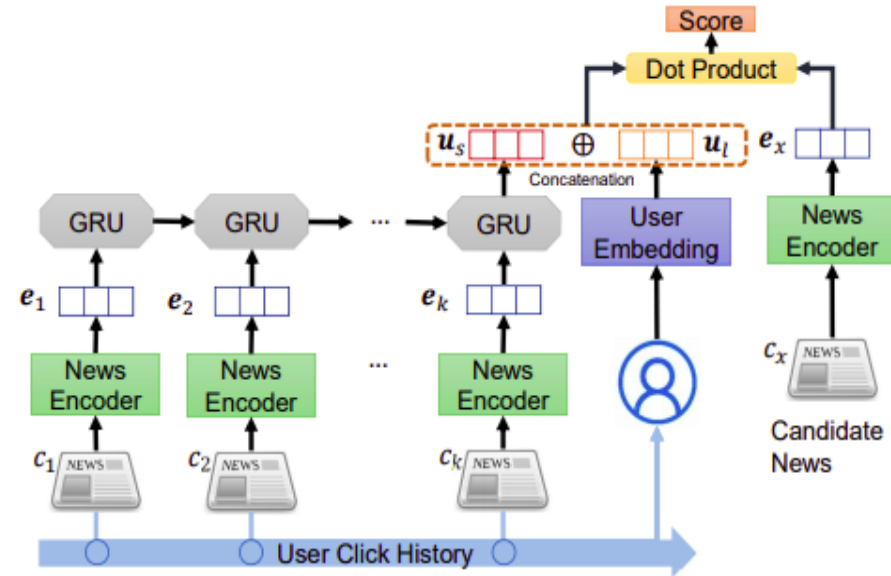 Score
Dot Product
u_s ⊕ u_l e_x
Concatenation
GRU GRU ... GRU
User
Embedding
News
Encoder
e_1 e_2 e_k
News
Encoder
News
Encoder
...
News
Encoder
c_x NEWS
Candidate
News
c_1 NEWS c_2 NEWS c_k NEWS
User Click History